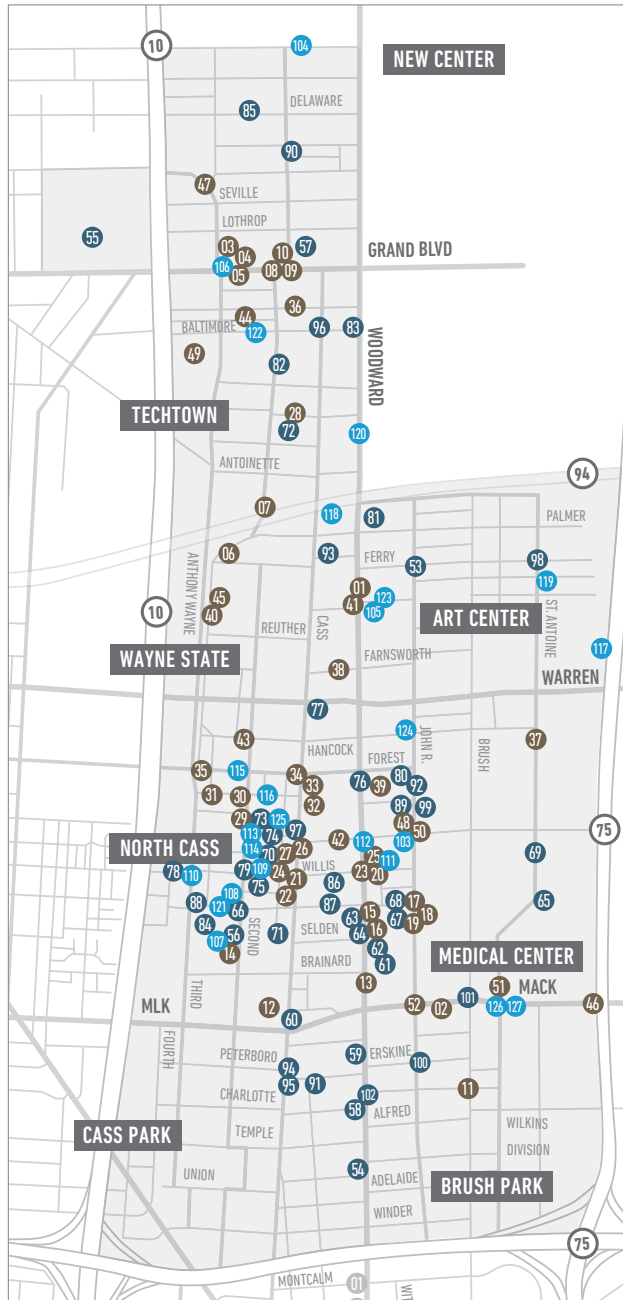 10
104
NEW CENTER
DELAWARE
85
90
47
SEVILLE
LOTHROP
55
03
04
10
57
GRAND BLVD
106
05
08
09
36
44
BALTIMORE
122
96
83
WOODWARD
49
82
TECHTOWN
28
72
120
ANTOINETTE
94
07
118
81
PALMER
06
93
FERRY
53
98
119
ANTHONY WAYNE
45
40
01
41
123
105
ST. ANTOINE
10
REUTHER
CASS
ART CENTER
WAYNE STATE
FARNSWORTH
117
38
WARREN
77
124
JOHN R.
43
HANCOCK
FOREST
BRUSH
37
35
115
34
33
76
39
80
92
31
30
116
32
89
99
29
73
125
97
48
50
75
113
74
42
112
103
NORTH CASS
114
70
27
26
25
111
69
78
110
79
109
24
WILLIS
23
20
75
21
86
22
108
88
121
66
87
68
17
65
63
15
67
18
19
84
56
107
71
SELDEN
64
16
14
SECOND
62
BRAINARD
61
MEDICAL CENTER
13
51
MACK
THIRD
MLK
12
60
52
02
101
126
127
46
FOURTH
PETERBORO
59
ERSKINE
100
94
95
91
CHARLOTTE
102
58
11
ALFRED
CASS PARK
TEMPLE
WILKINS
DIVISION
UNION
54
ADELAIDE
BRUSH PARK
WINDER
75
MONTCALM
01